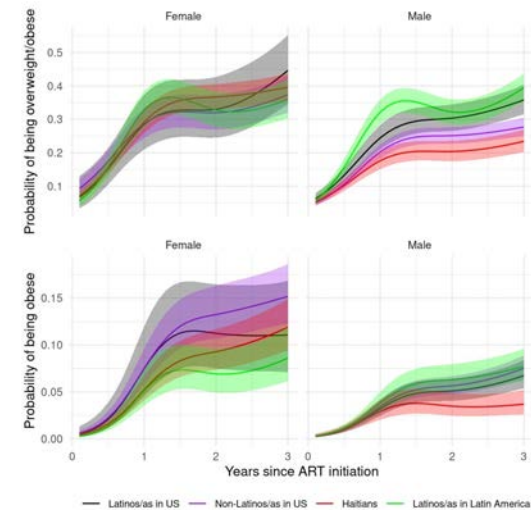 Female Male
Probability of being overweight/obese
0.5
0.4
0.3
0.2
0.1
Female Male
Probability of being obese
0.15
0.10
0.05
0.00
0 1 2 3 0 1 2 3
Years since ART initiation
Latinos/as in US Non-Latinos/as in US Haitians Latinos/as in Latin America